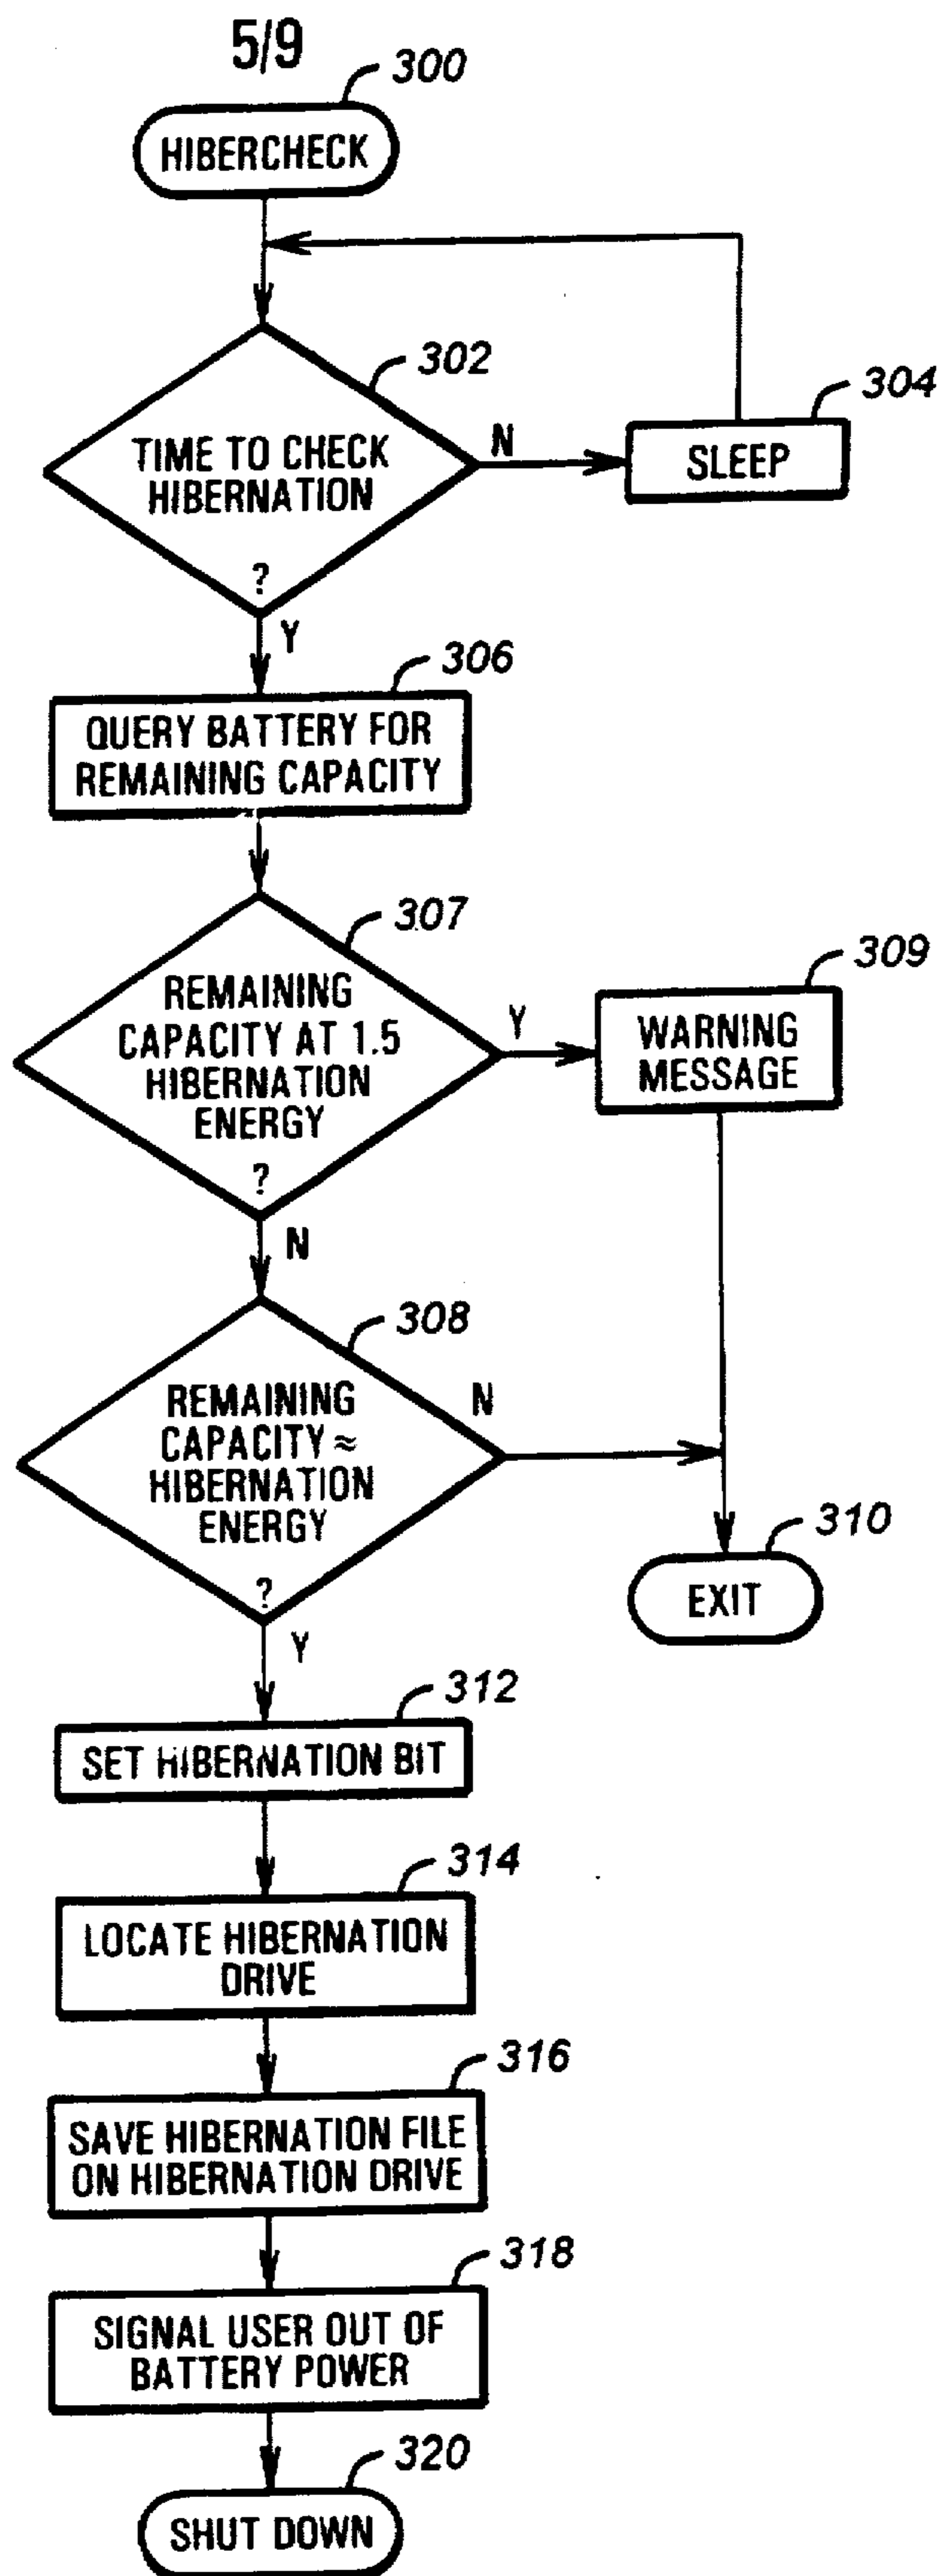 5/9
300
HIBERCHECK
302
304
TIME TO CHECK
HIBERNATION
?
N
SLEEP
Y
306
QUERY BATTERY FOR
REMAINING CAPACITY
307
309
REMAINING
CAPACITY AT 1.5
HIBERNATION
ENERGY
?
Y
WARNING
MESSAGE
N
308
REMAINING
CAPACITY ≈
HIBERNATION
ENERGY
?
N
310
EXIT
Y
312
SET HIBERNATION BIT
314
LOCATE HIBERNATION
DRIVE
316
SAVE HIBERNATION FILE
ON HIBERNATION DRIVE
318
SIGNAL USER OUT OF
BATTERY POWER
320
SHUT DOWN